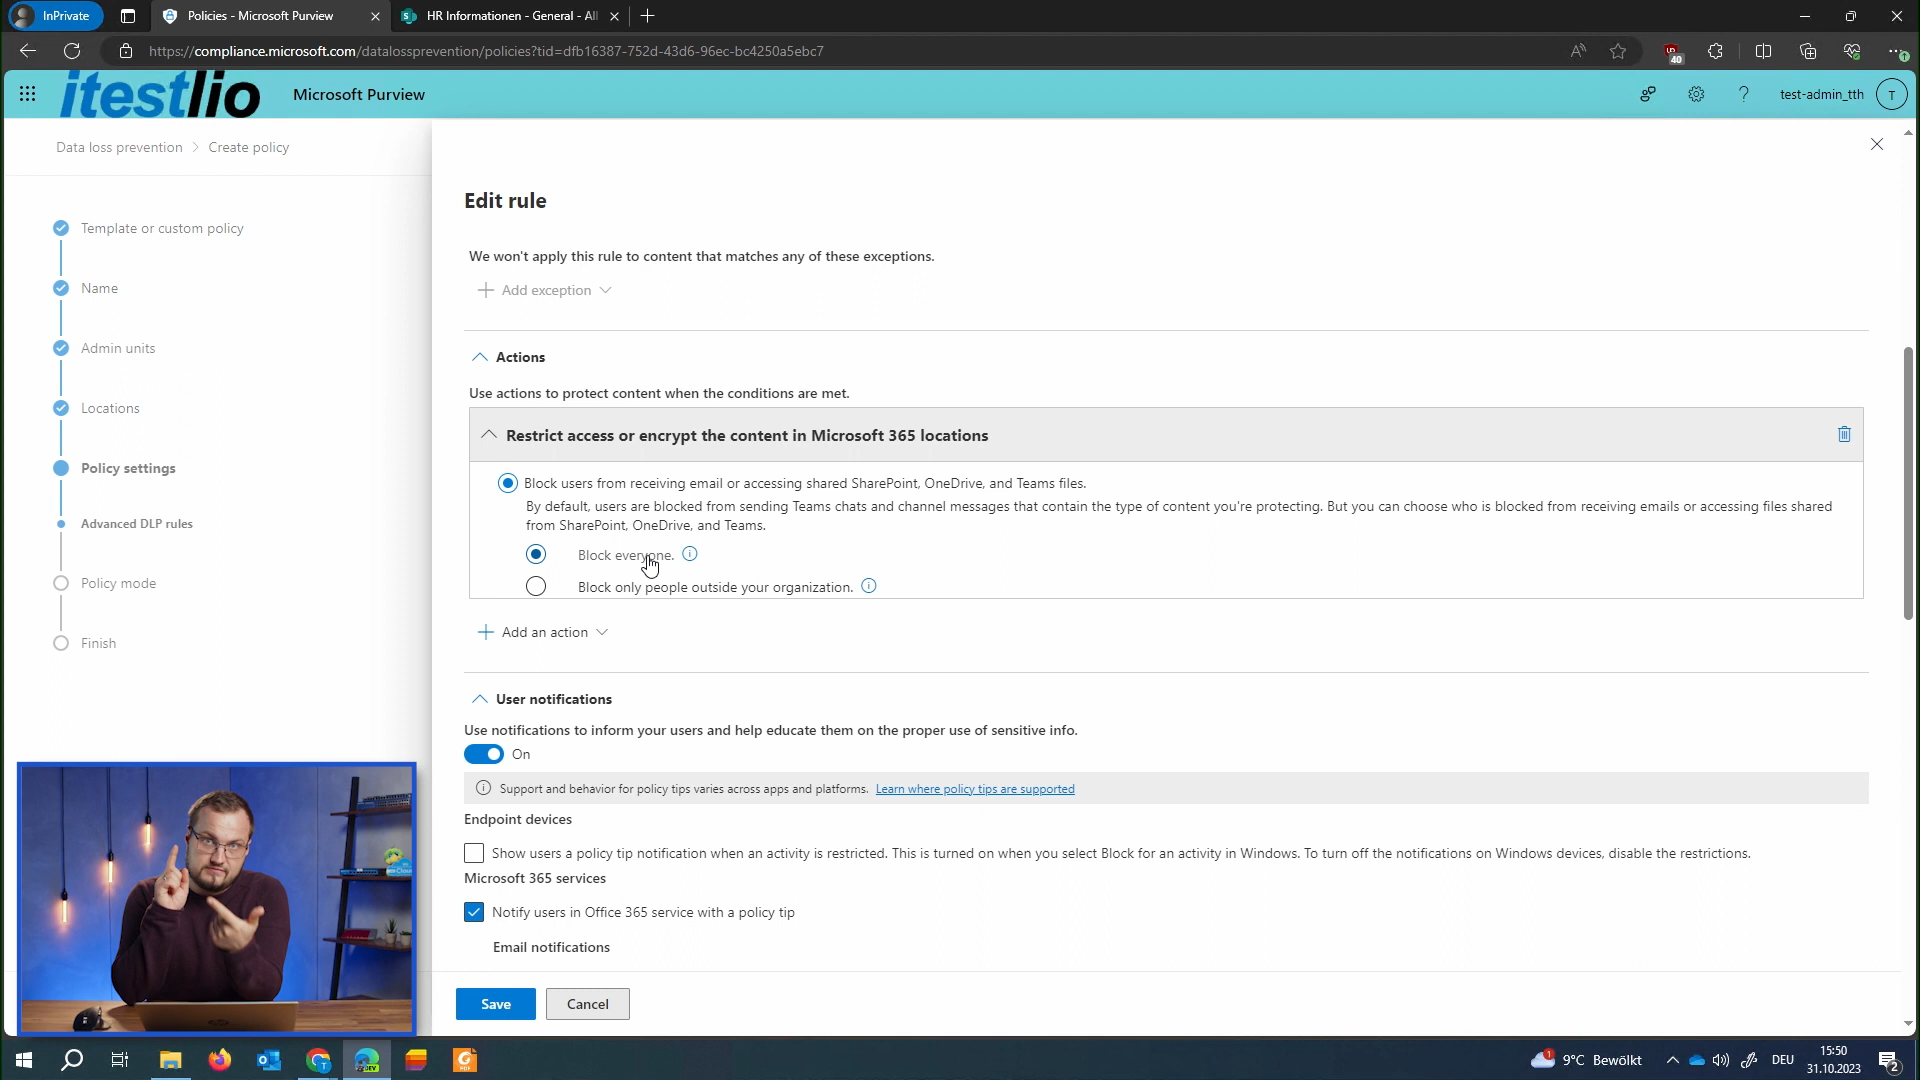 InPrivate
Policies - Microsoft Purview
HR Informationen - General - All
https://compliance.microsoft.com/datalossprevention/policies?tid=dfb16387-752d-43d6-96ec-bc4250a5ebc7
40
itestlio
Microsoft Purview
test-admin_tth
T
Data loss prevention > Create policy
Template or custom policy
Name
Admin units
Locations
Policy settings
Advanced DLP rules
Policy mode
Finish
Edit rule
We won't apply this rule to content that matches any of these exceptions.
Add exception
Actions
Use actions to protect content when the conditions are met.
Restrict access or encrypt the content in Microsoft 365 locations
Block users from receiving email or accessing shared SharePoint, OneDrive, and Teams files.
By default, users are blocked from sending Teams chats and channel messages that contain the type of content you're protecting. But you can choose who is blocked from receiving emails or accessing files shared
from SharePoint, OneDrive, and Teams.
Block everyone.
Block only people outside your organization.
Add an action
User notifications
Use notifications to inform your users and help educate them on the proper use of sensitive info.
On
Support and behavior for policy tips varies across apps and platforms. Learn where policy tips are supported
Endpoint devices
Show users a policy tip notification when an activity is restricted. This is turned on when you select Block for an activity in Windows. To turn off the notifications on Windows devices, disable the restrictions.
Microsoft 365 services
Notify users in Office 365 service with a policy tip
Email notifications
Save
Cancel
1
9°C Bewölkt
DEU
15:50
31.10.2023
2